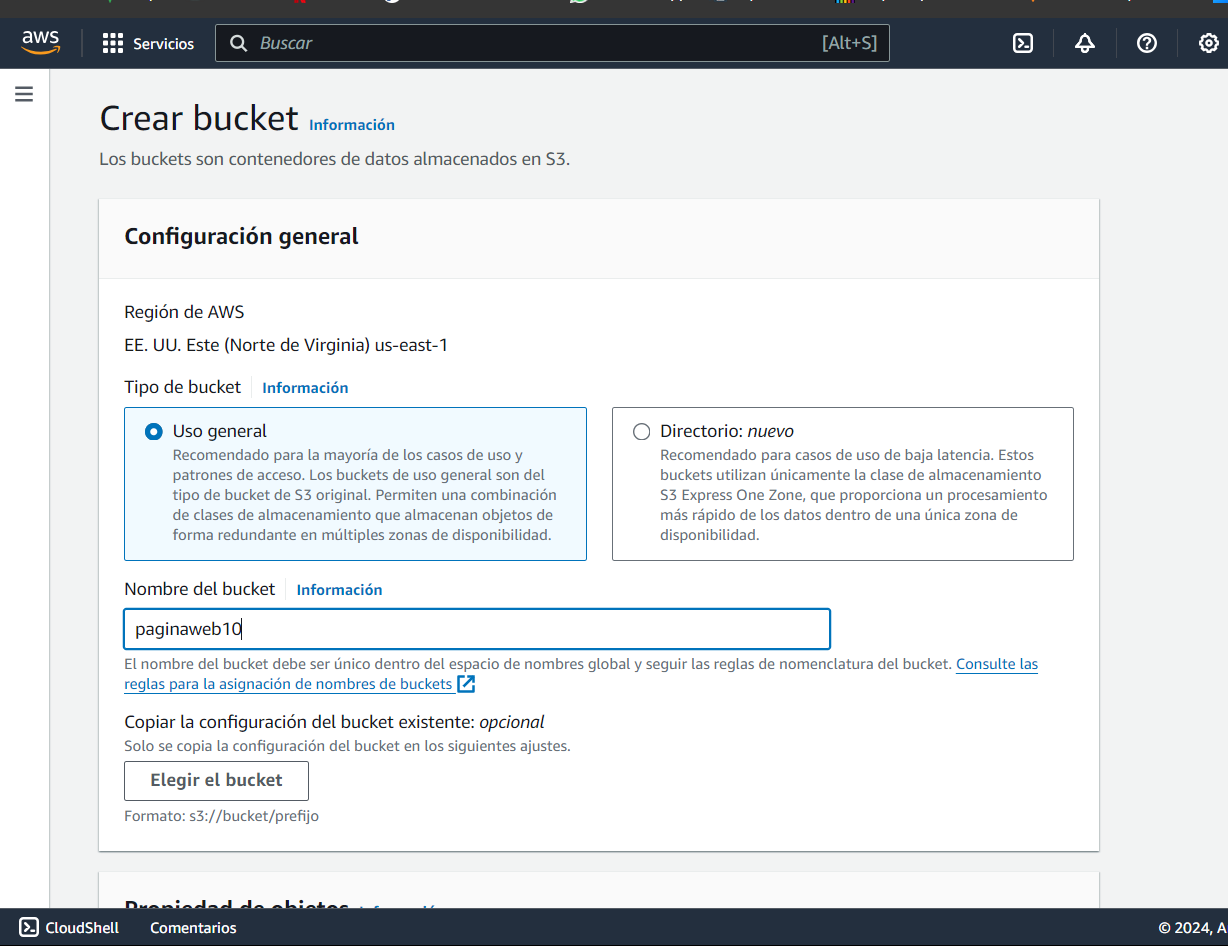 aws
Servicios
Buscar
[Alt+S]
Crear bucket Información
Los buckets son contenedores de datos almacenados en S3.
Configuración general
Región de AWS
EE. UU. Este (Norte de Virginia) us-east-1
Tipo de bucket Información
Uso general
Recomendado para la mayoría de los casos de uso y
patrones de acceso. Los buckets de uso general son del
tipo de bucket de S3 original. Permiten una combinación
de clases de almacenamiento que almacenan objetos de
forma redundante en múltiples zonas de disponibilidad.
Directorio: nuevo
Recomendado para casos de uso de baja latencia. Estos
buckets utilizan únicamente la clase de almacenamiento
S3 Express One Zone, que proporciona un procesamiento
más rápido de los datos dentro de una única zona de
disponibilidad.
Nombre del bucket Información
paginaweb10
El nombre del bucket debe ser único dentro del espacio de nombres global y seguir las reglas de nomenclatura del bucket. Consulte las
reglas para la asignación de nombres de buckets
Copiar la configuración del bucket existente: opcional
Solo se copia la configuración del bucket en los siguientes ajustes.
Elegir el bucket
Formato: s3://bucket/prefijo
Propiedad de objetos Información
CloudShell
Comentarios
© 2024, A